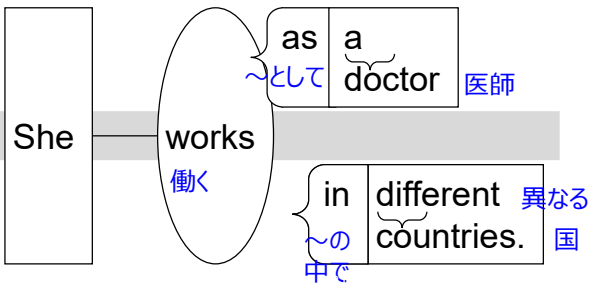 She
works
働く
as a
〜として
doctor 医師
in different 異なる
〜の
countries. 国
中で